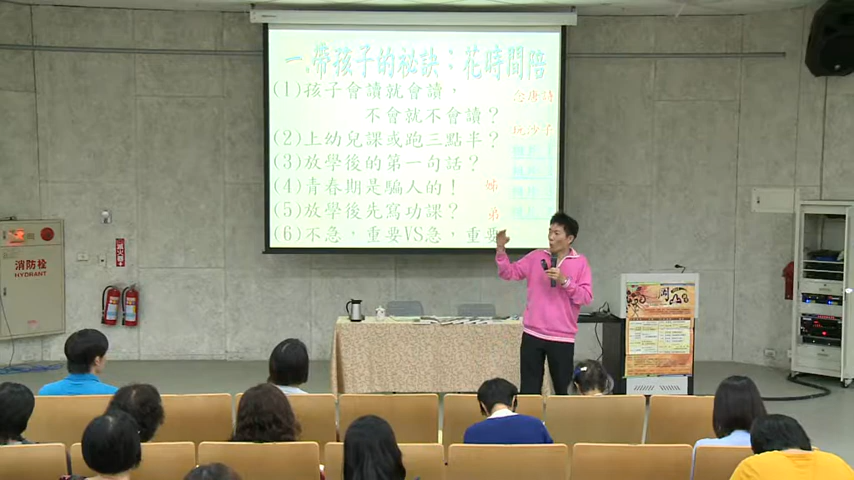 一.帶孩子的祕訣：花時間陪
(1)孩子會讀就會讀，
不會就不會讀？
念唐詩
(2)上幼兒課或跑三點半？
玩沙子
(3)放學後的第一句話？
(4)青春期是騙人的！
姊
(5)放學後先寫功課？
弟
(6)不急，重要VS急，重要
消防栓
HYDRANT
滅火器